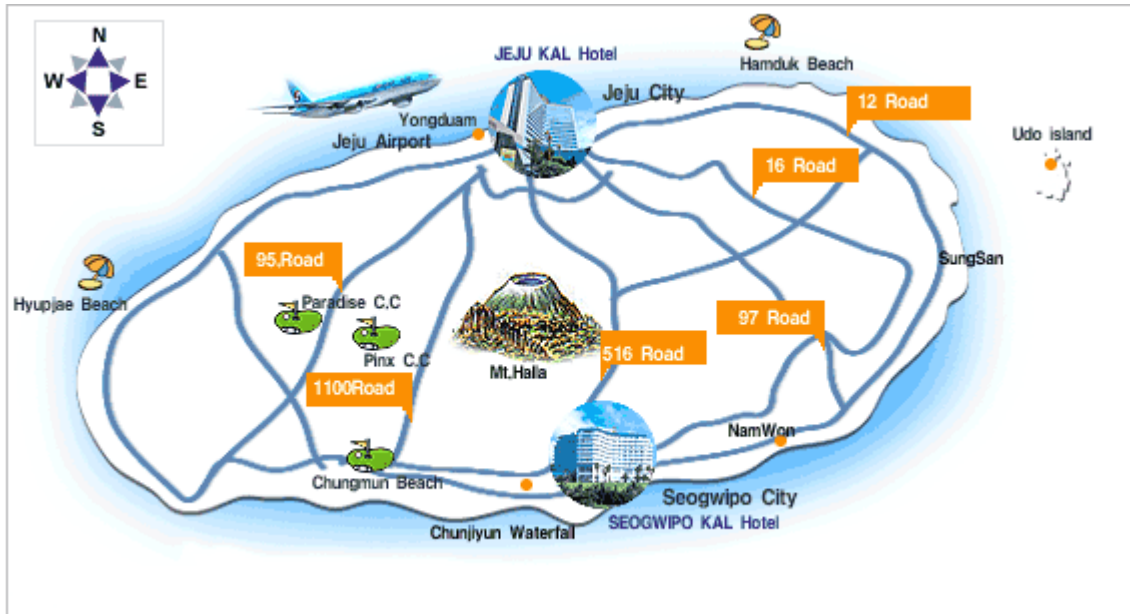 N
W E
S
JEJU KAL Hotel
Hamduk Beach
Jeju City
12 Road
Yongduam
Jeju Airport
Udo island
16 Road
95,Road
SungSan
Hyupjae Beach
Paradise C,C
97 Road
516 Road
Pinx C,C
Mt,Halla
1100Road
NamWon
Chungmun Beach
Seogwipo City
SEOGWIPO KAL Hotel
Chunjiyun Waterfall